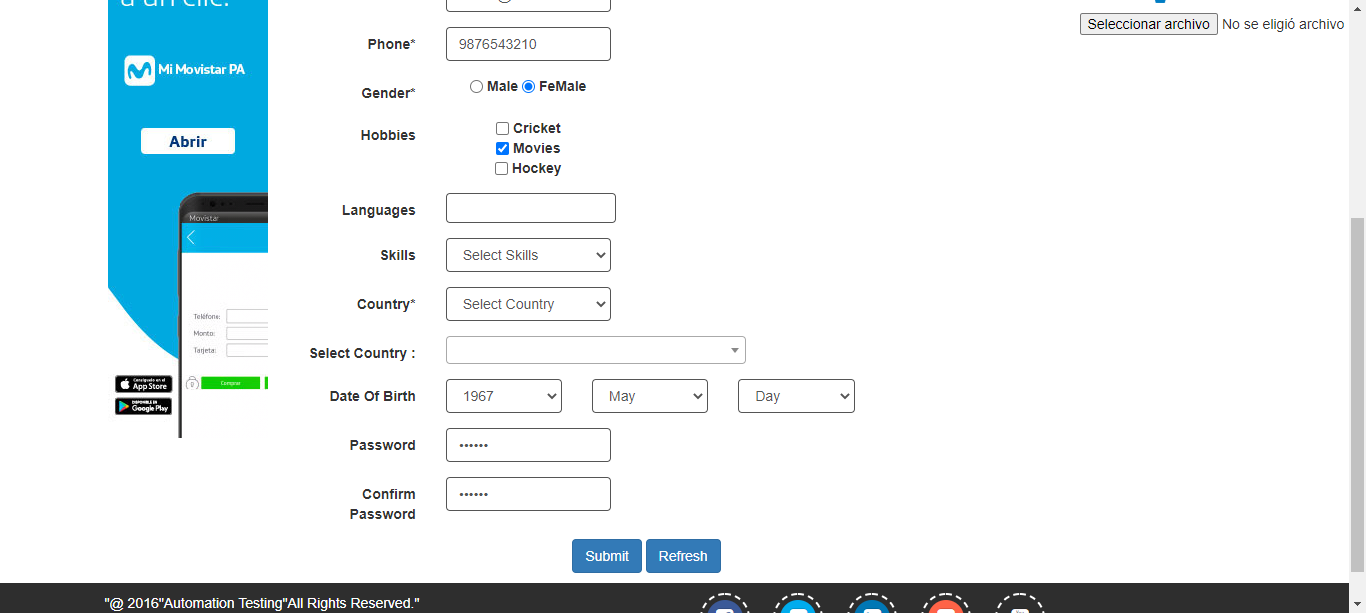 a un clic.
Seleccionar archivo No se eligió archivo
Phone* 9876543210
Mi Movistar PA
Gender* Male FeMale
Hobbies Cricket
Abrir
Movies
Hockey
Languages
Movistar
Skills Select Skills
Country* Select Country
Teléfono:
Monto:
Tarjeta:
Select Country :
Consíguelo en el
App Store
Comprar
DISPONIBLE EN
Google Play
Date Of Birth 1967 May Day
Password ••••••
Confirm
Password ••••••
Submit Refresh
"@ 2016"Automation Testing"All Rights Reserved."